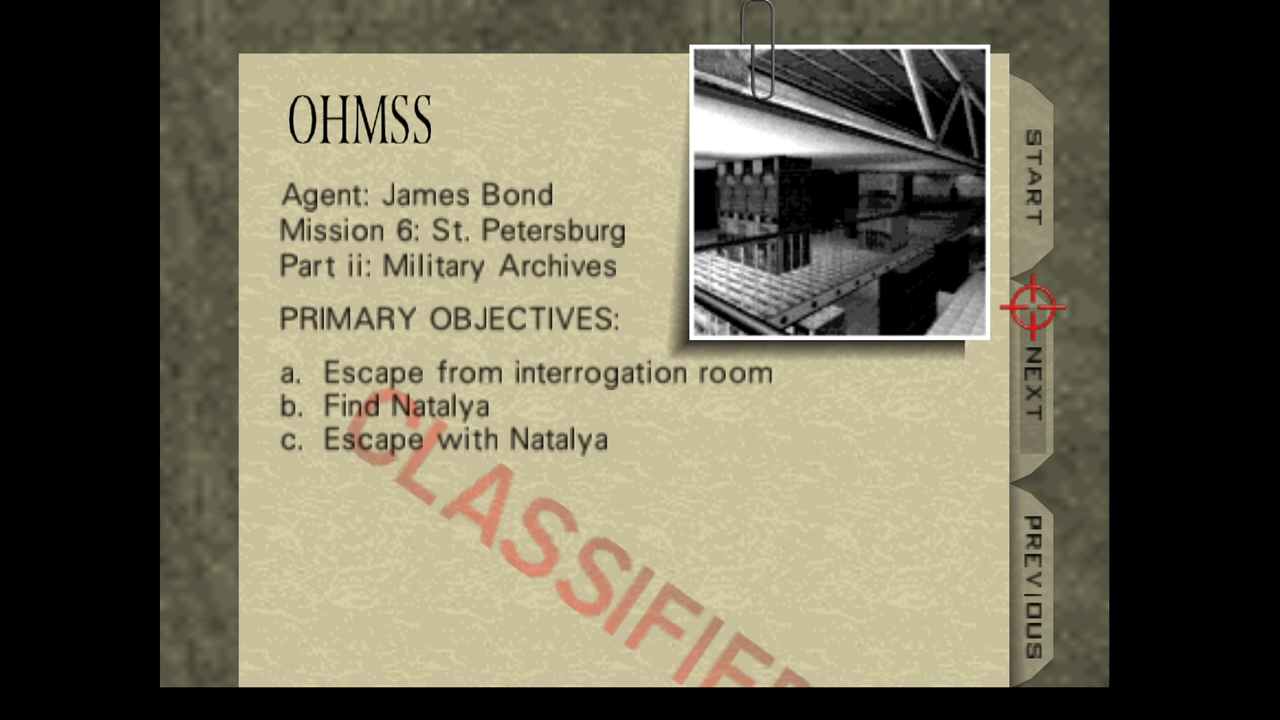 OHMSS
Agent: James Bond
Mission 6: St. Petersburg
Part ii: Military Archives
PRIMARY OBJECTIVES:
a. Escape from interrogation room
b. Find Natalya
c. Escape with Natalya
CLASSIFIE
START
NEXT
PREVIOUS